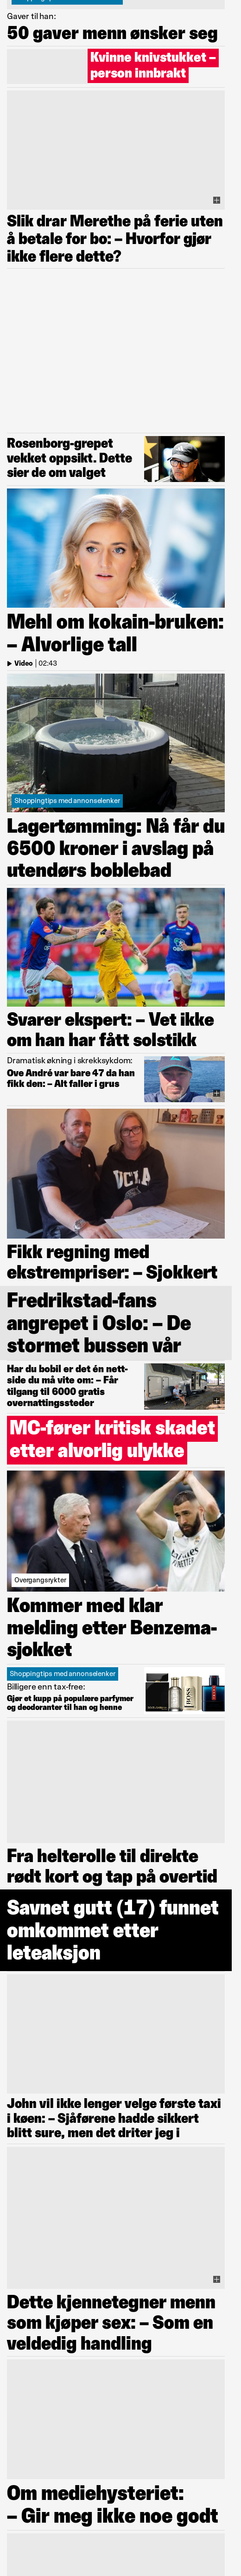 Gaver til han:
50 gaver menn ønsker seg
Kvinne knivstukket –
person innbrakt
Slik drar Merethe på ferie uten
å betale for bo: – Hvorfor gjør
ikke flere dette?
Rosenborg-grepet
vekket oppsikt. Dette
sier de om valget
Mehl om kokain-bruken:
– Alvorlige tall
Video | 02:43
Shoppingtips med annonselenker
Lagertømming: Nå får du
6500 kroner i avslag på
utendørs boblebad
Svarer ekspert: – Vet ikke
om han har fått solstikk
Dramatisk økning i skrekksykdom:
Ove André var bare 47 da han
fikk den: – Alt faller i grus
UCLA
Fikk regning med
ekstrempriser: – Sjokkert
Fredrikstad-fans
angrepet i Oslo: – De
stormet bussen vår
Har du bobil er det én nett-
side du må vite om: – Får
tilgang til 6000 gratis
overnattingssteder
MC-fører kritisk skadet
etter alvorlig ulykke
Overgangsrykter
Kommer med klar
melding etter Benzema-
sjokket
Shoppingtips med annonselenker
Billigere enn tax-free:
Gjør et kupp på populære parfymer
og deodoranter til han og henne
BOSS
Fra helterolle til direkte
rødt kort og tap på overtid
Savnet gutt (17) funnet
omkommet etter
leteaksjon
John vil ikke lenger velge første taxi
i køen: – Sjåførene hadde sikkert
blitt sure, men det driter jeg i
Dette kjennetegner menn
som kjøper sex: – Som en
veldedig handling
Om mediehysteriet:
– Gir meg ikke noe godt